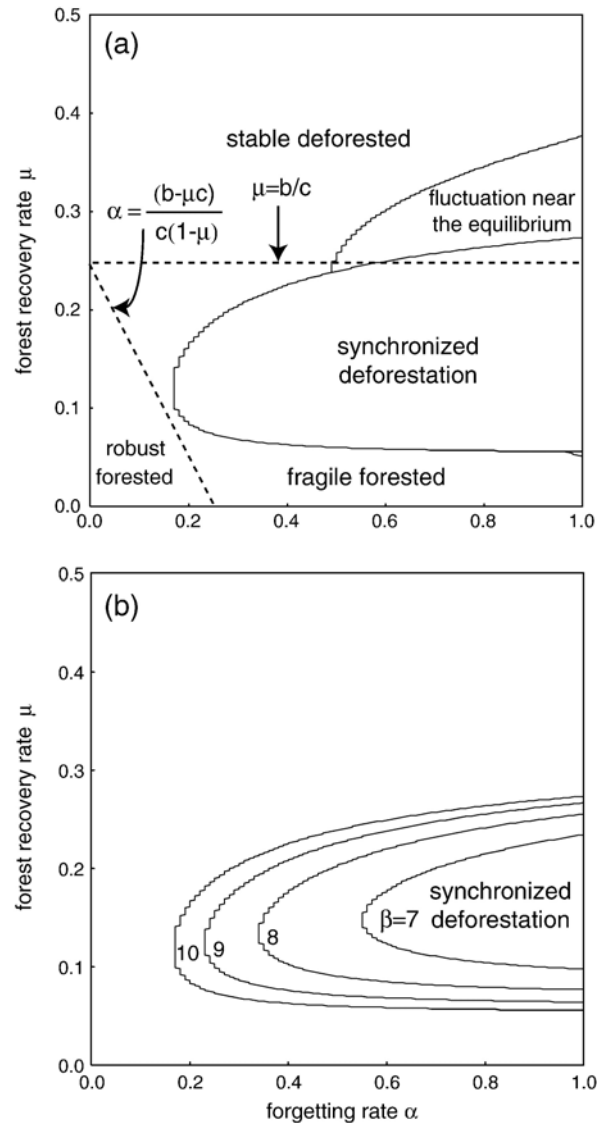 (a)
0.5
0.4
0.3
0.2
0.1
0.0
forest recovery rate μ
stable deforested
α = (b-μc) / c(1-μ)
μ=b/c
fluctuation near
the equilibrium
synchronized
deforestation
robust
forested
fragile forested
0.0 0.2 0.4 0.6 0.8 1.0
(b)
0.5
0.4
0.3
0.2
0.1
0.0
forest recovery rate μ
synchronized
deforestation
β=7
8
9
10
0.0 0.2 0.4 0.6 0.8 1.0
forgetting rate α